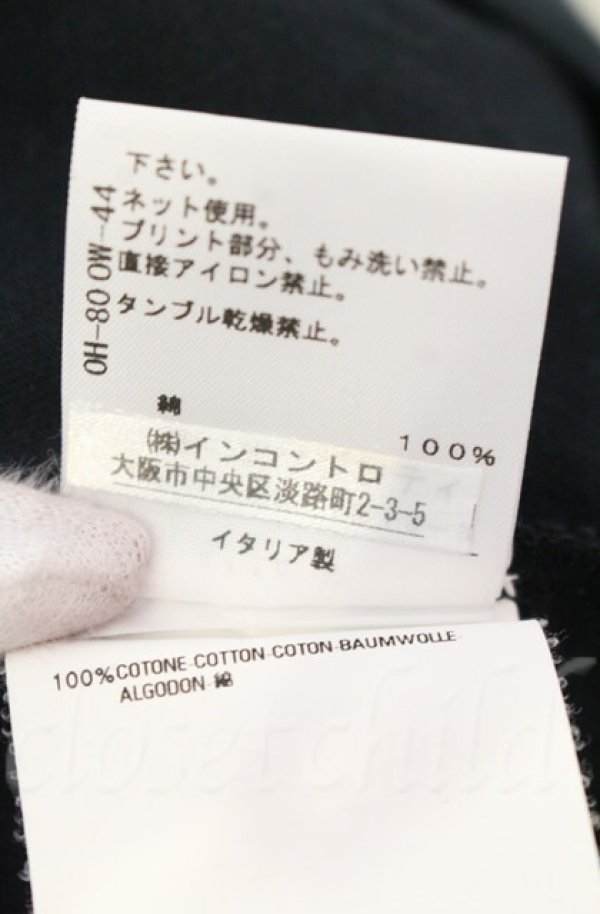 下さい。
ネット使用。
プリント部分、もみ洗い禁止。
直接アイロン禁止。
タンブル乾燥禁止。
OH-80 0W-44
綿
100%
㈱インコントロ
大阪市中央区淡路町2-3-5
イタリア製
100%COTONE-COTTON-COTON-BAUMWOLLE-
ALGODON-綿
closet child